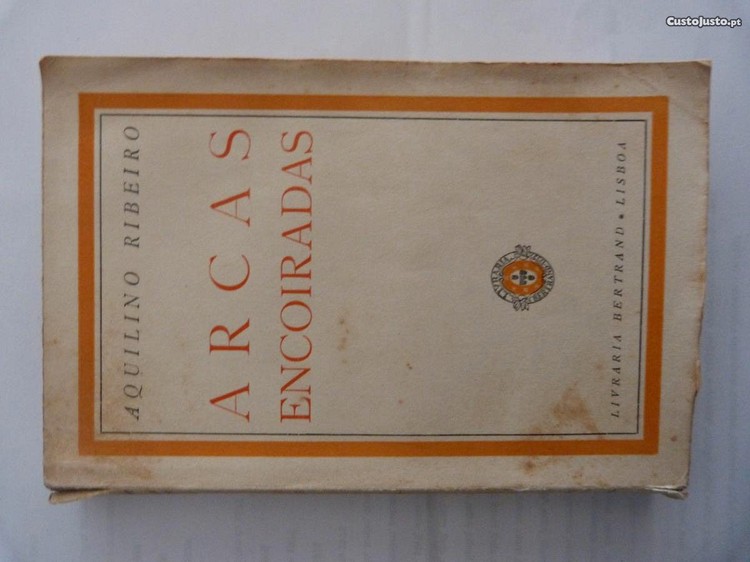 AQUILINO RIBEIRO
ARCAS
ENCOIRADAS
LIVRARIA BERTRAND • LISBOA
CustoJusto.pt